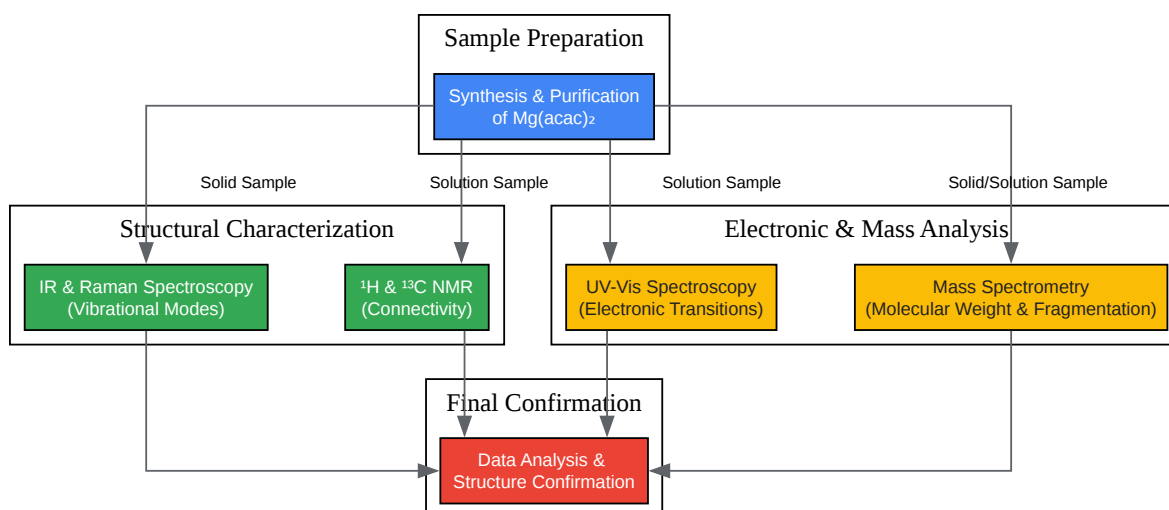 Sample Preparation
Synthesis & Purification
of Mg(acac)₂
Solid Sample
Solution Sample
Solution Sample
Solid/Solution Sample
Structural Characterization
Electronic & Mass Analysis
IR & Raman Spectroscopy
(Vibrational Modes)
¹H & ¹³C NMR
(Connectivity)
UV-Vis Spectroscopy
(Electronic Transitions)
Mass Spectrometry
(Molecular Weight & Fragmentation)
Final Confirmation
Data Analysis &
Structure Confirmation